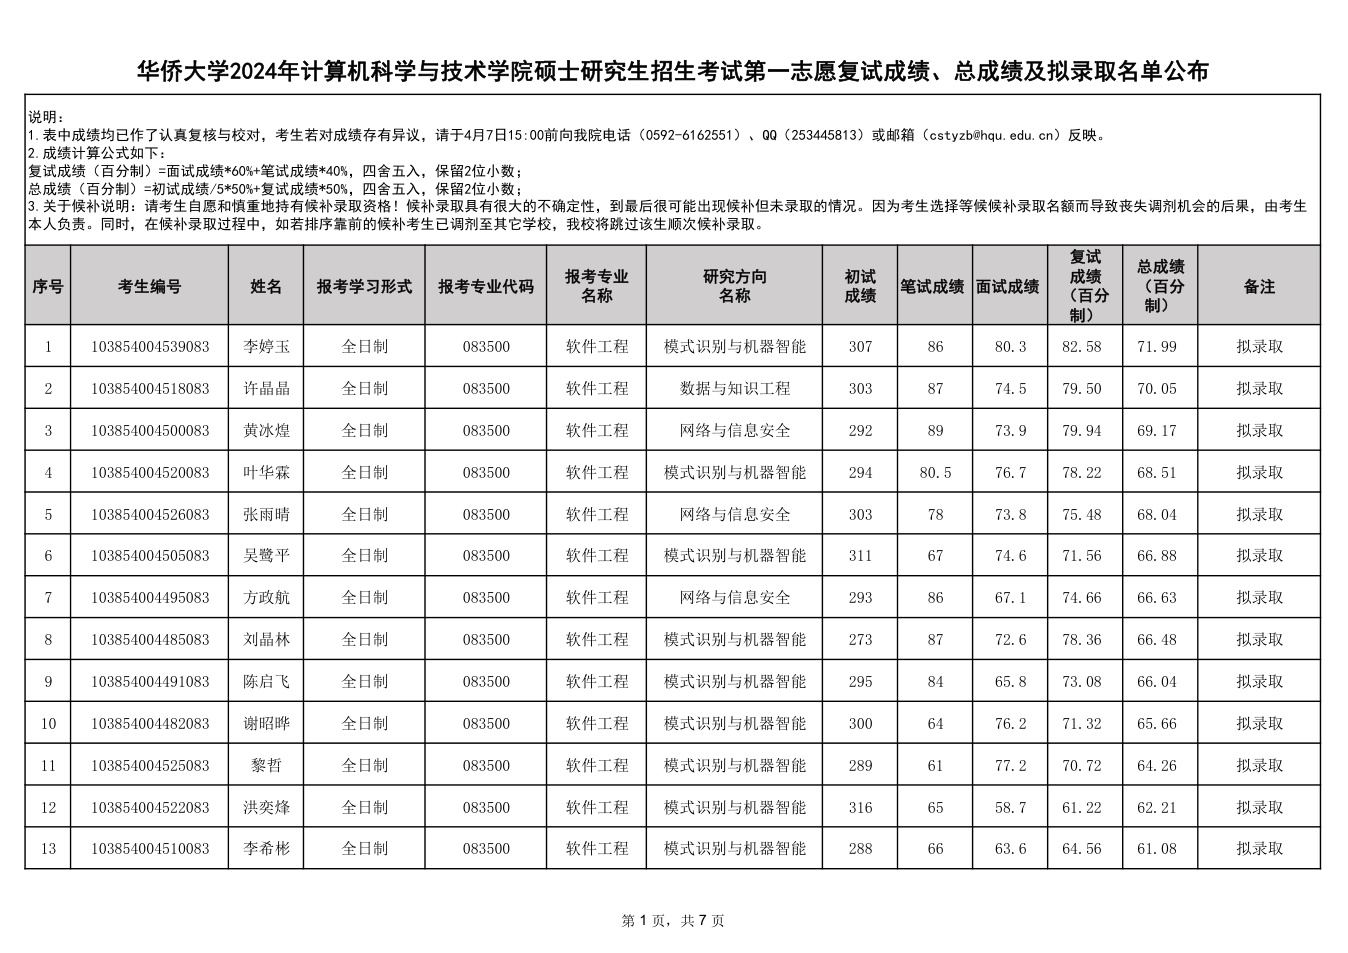 华侨大学2024年计算机科学与技术学院硕士研究生招生考试第一志愿复试成绩、总成绩及拟录取名单公布
说明：
1.表中成绩均已作了认真复核与校对，考生若对成绩存有异议，请于4月7日15:00前向我院电话（0592-6162551）、QQ（253445813）或邮箱（cstyzb@hqu.edu.cn）反映。
2.成绩计算公式如下：
复试成绩（百分制）=面试成绩*60%+笔试成绩*40%，四舍五入，保留2位小数；
总成绩（百分制）=初试成绩/5*50%+复试成绩*50%，四舍五入，保留2位小数；
3.关于候补说明：请考生自愿和慎重地持有候补录取资格！候补录取具有很大的不确定性，到最后很可能出现候补但未录取的情况。因为考生选择等候候补录取名额而导致丧失调剂机会的后果，由考生
本人负责。同时，在候补录取过程中，如若排序靠前的候补考生已调剂至其它学校，我校将跳过该生顺次候补录取。
序号 考生编号 姓名 报考学习形式 报考专业代码 报考专业名称 研究方向名称 初试成绩 笔试成绩 面试成绩 复试成绩（百分制） 总成绩（百分制） 备注
1 103854004539083 李婷玉 全日制 083500 软件工程 模式识别与机器智能 307 86 80.3 82.58 71.99 拟录取
2 103854004518083 许晶晶 全日制 083500 软件工程 数据与知识工程 303 87 74.5 79.50 70.05 拟录取
3 103854004500083 黄冰煌 全日制 083500 软件工程 网络与信息安全 292 89 73.9 79.94 69.17 拟录取
4 103854004520083 叶华霖 全日制 083500 软件工程 模式识别与机器智能 294 80.5 76.7 78.22 68.51 拟录取
5 103854004526083 张雨晴 全日制 083500 软件工程 网络与信息安全 303 78 73.8 75.48 68.04 拟录取
6 103854004505083 吴鹭平 全日制 083500 软件工程 模式识别与机器智能 311 67 74.6 71.56 66.88 拟录取
7 103854004495083 方政航 全日制 083500 软件工程 网络与信息安全 293 86 67.1 74.66 66.63 拟录取
8 103854004485083 刘晶林 全日制 083500 软件工程 模式识别与机器智能 273 87 72.6 78.36 66.48 拟录取
9 103854004491083 陈启飞 全日制 083500 软件工程 模式识别与机器智能 295 84 65.8 73.08 66.04 拟录取
10 103854004482083 谢昭晔 全日制 083500 软件工程 模式识别与机器智能 300 64 76.2 71.32 65.66 拟录取
11 103854004525083 黎哲 全日制 083500 软件工程 模式识别与机器智能 289 61 77.2 70.72 64.26 拟录取
12 103854004522083 洪奕烽 全日制 083500 软件工程 模式识别与机器智能 316 65 58.7 61.22 62.21 拟录取
13 103854004510083 李希彬 全日制 083500 软件工程 模式识别与机器智能 288 66 63.6 64.56 61.08 拟录取
第 1 页，共 7 页